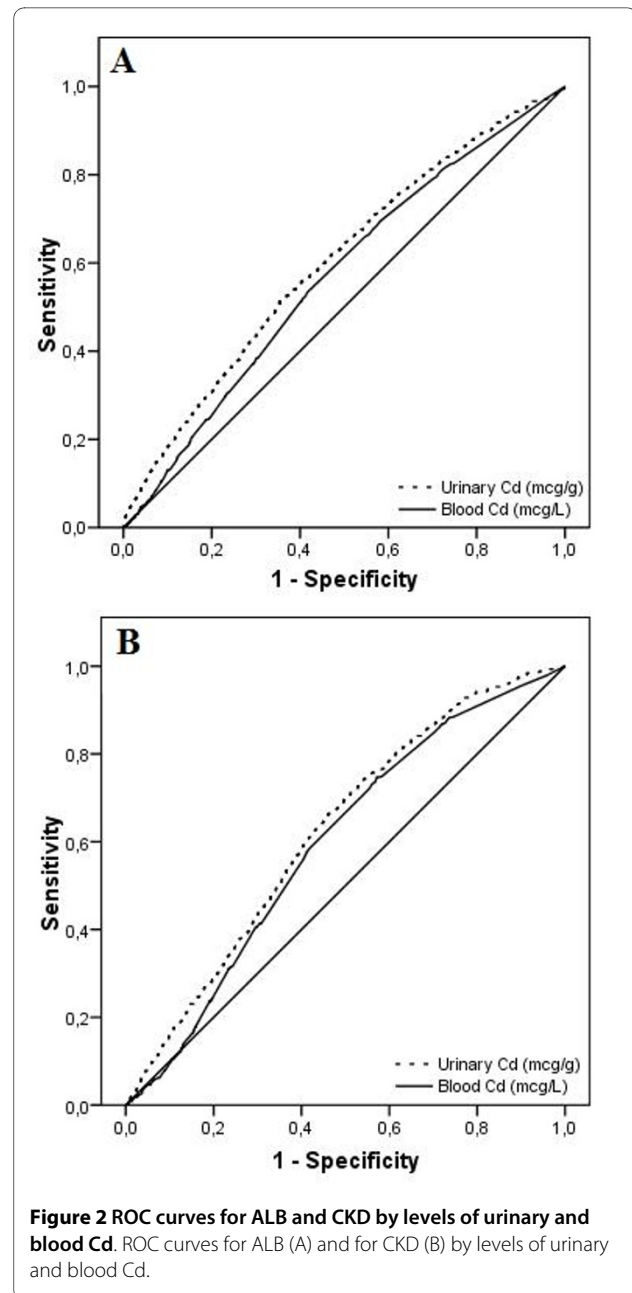 A
1,0
0,8
0,6
0,4
0,2
0,0
Sensitivity
Urinary Cd (mcg/g)
Blood Cd (mcg/L)
0,0 0,2 0,4 0,6 0,8 1,0
1 - Specificity
B
1,0
0,8
0,6
0,4
0,2
0,0
Sensitivity
Urinary Cd (mcg/g)
Blood Cd (mcg/L)
0,0 0,2 0,4 0,6 0,8 1,0
1 - Specificity
Figure 2 ROC curves for ALB and CKD by levels of urinary and
blood Cd. ROC curves for ALB (A) and for CKD (B) by levels of urinary
and blood Cd.